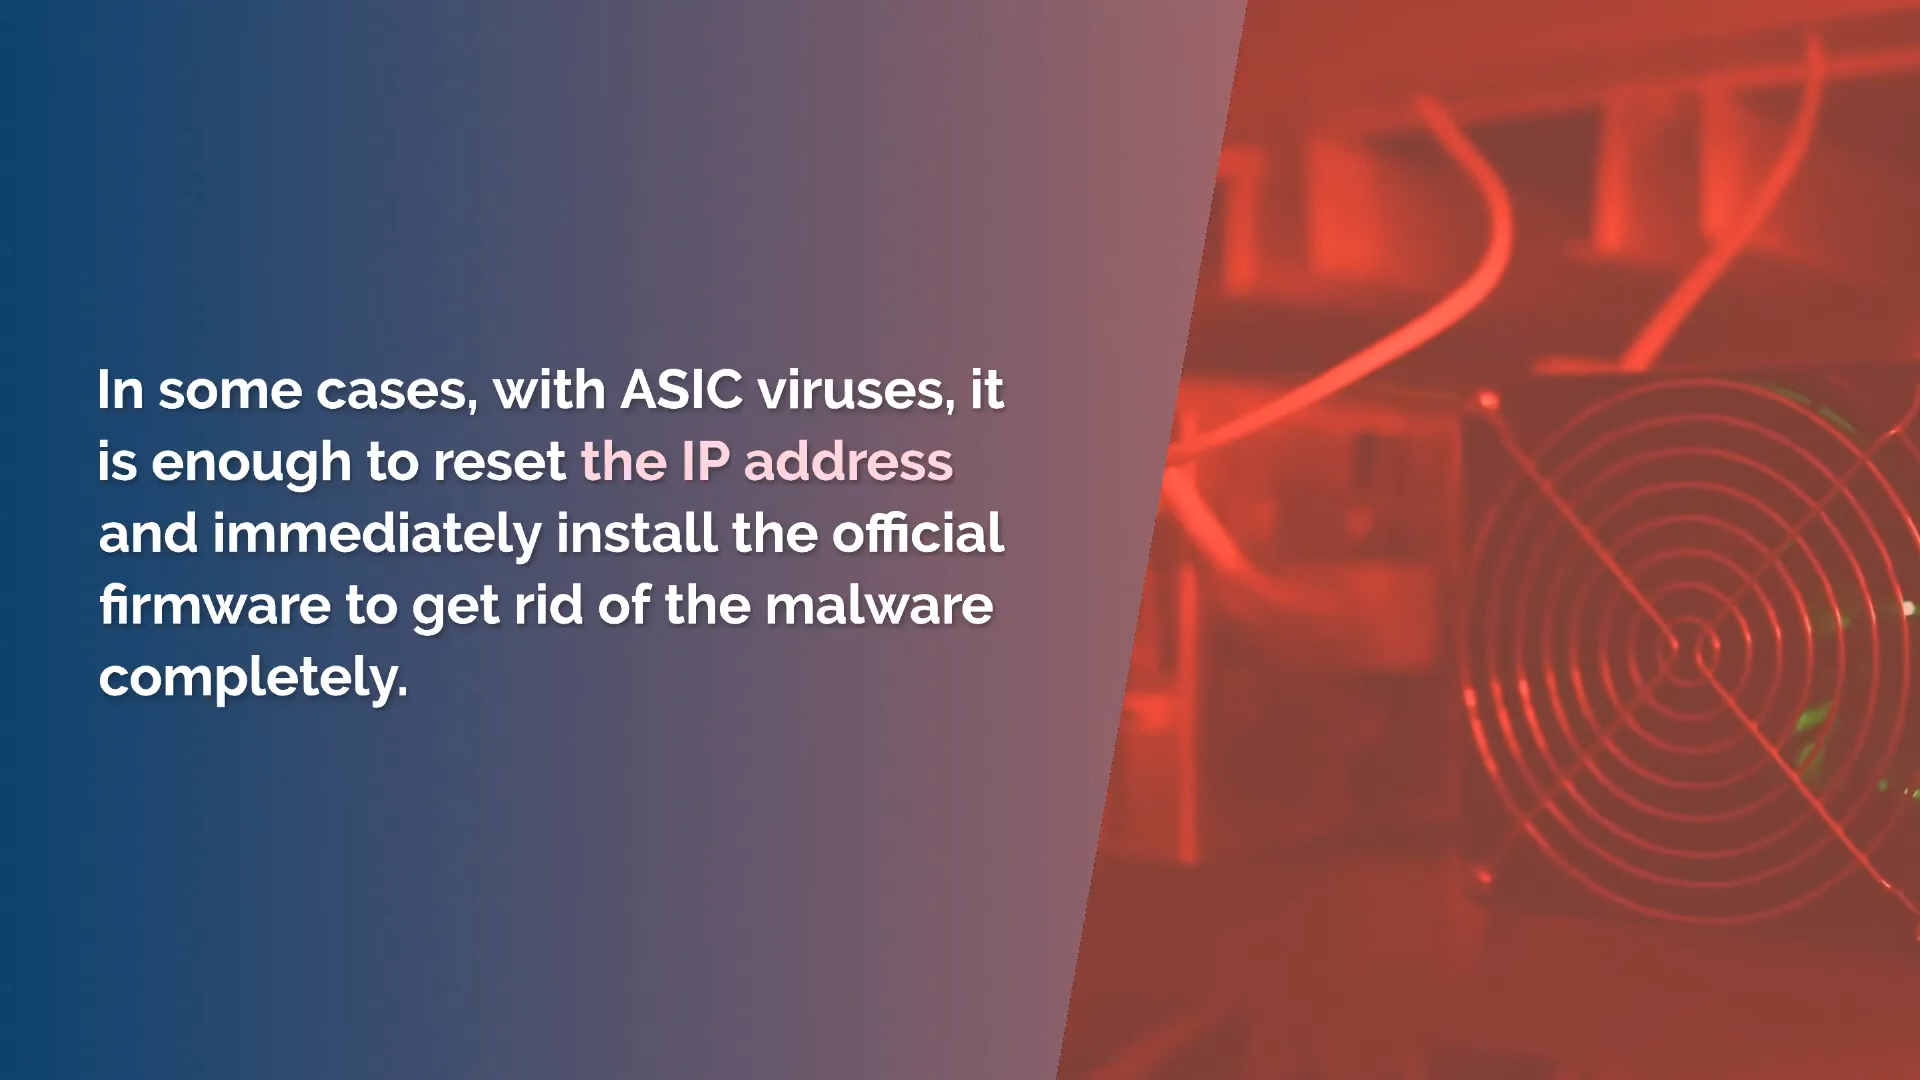 In some cases, with ASIC viruses, it
is enough to reset the IP address
and immediately install the official
firmware to get rid of the malware
completely.